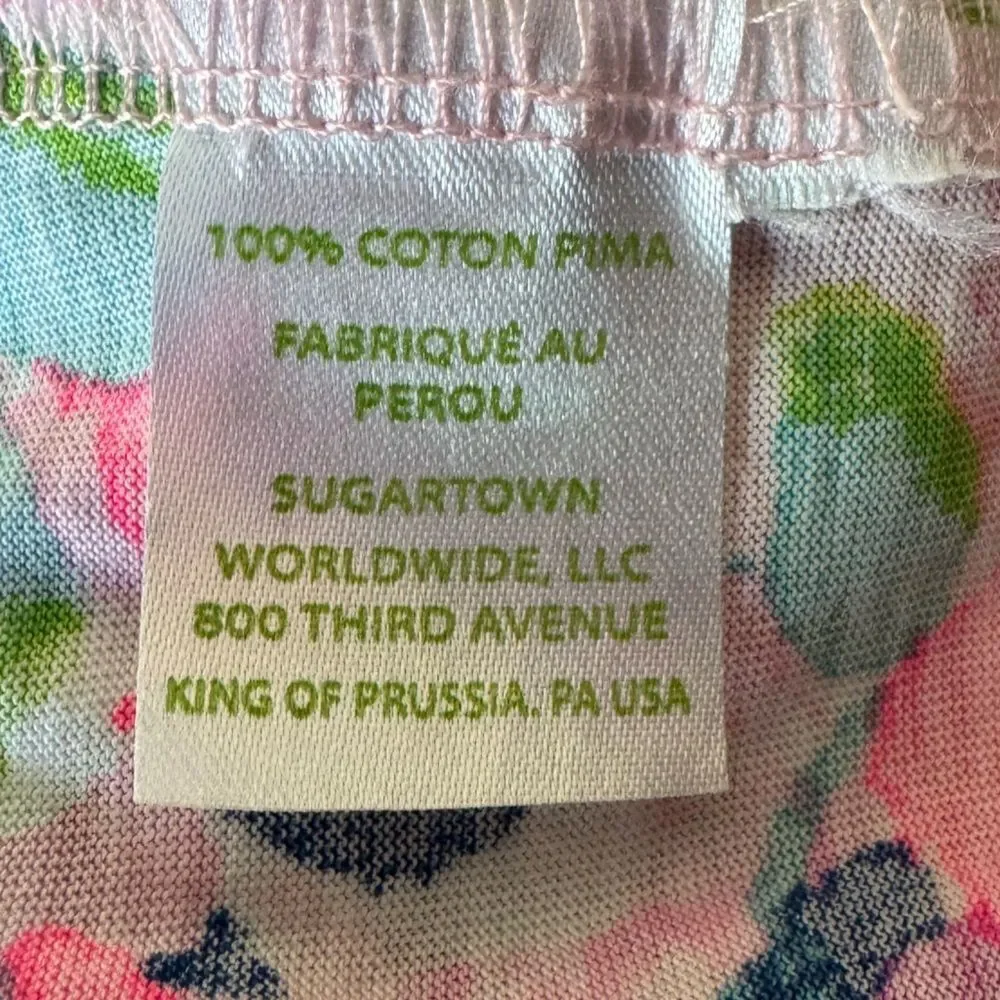 100% COTON PIMA
FABRIQUÉ AU
PEROU
SUGARTOWN
WORLDWIDE, LLC
800 THIRD AVENUE
KING OF PRUSSIA, PA USA